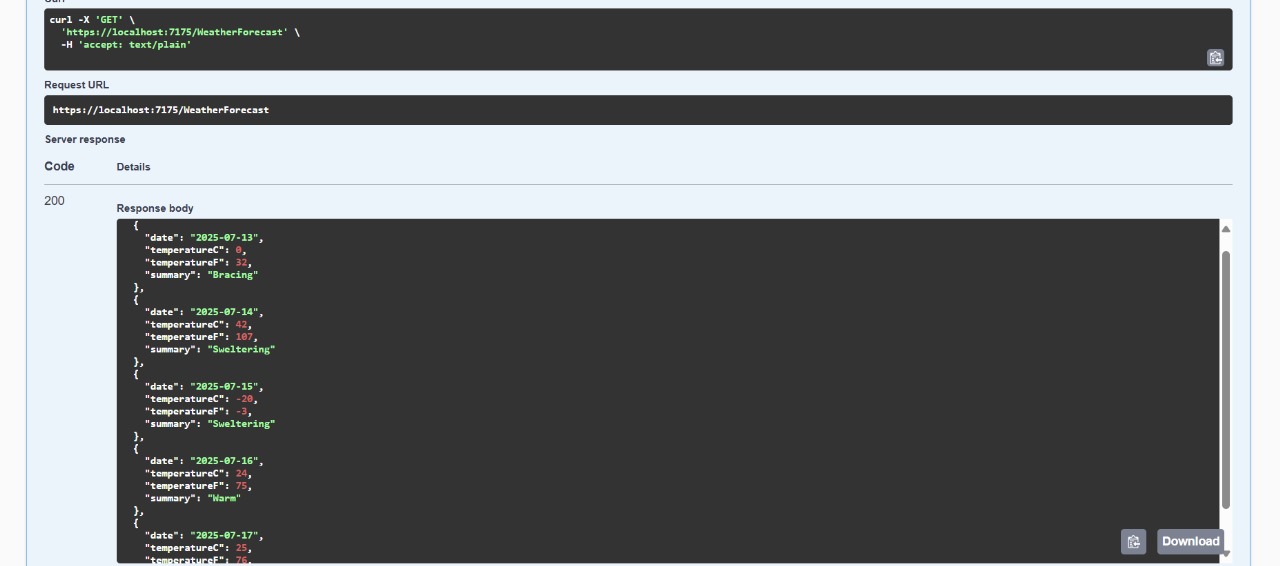 Curl
curl -X 'GET' \
  'https://localhost:7175/WeatherForecast' \
  -H 'accept: text/plain'
Request URL
https://localhost:7175/WeatherForecast
Server response
Code Details
200
Response body
{
"date": "2025-07-13",
"temperatureC": 0,
"temperatureF": 32,
"summary": "Bracing"
},
{
"date": "2025-07-14",
"temperatureC": 42,
"temperatureF": 107,
"summary": "Sweltering"
},
{
"date": "2025-07-15",
"temperatureC": -20,
"temperatureF": -3,
"summary": "Sweltering"
},
{
"date": "2025-07-16",
"temperatureC": 24,
"temperatureF": 75,
"summary": "Warm"
},
{
"date": "2025-07-17",
"temperatureC": 25,
"temperatureF": 76,
Download